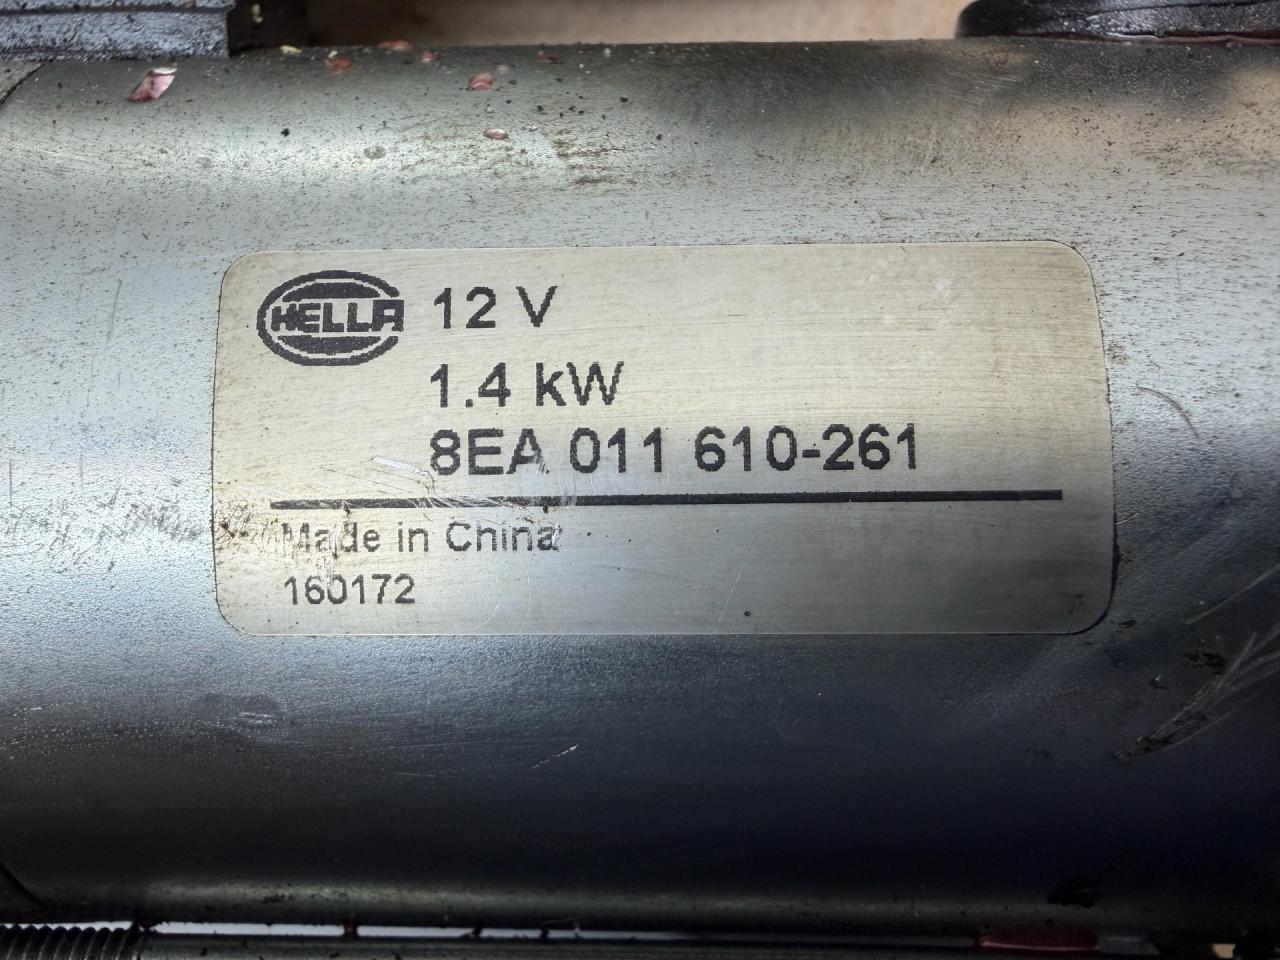 HELLA 12 V
1.4 kW
8EA 011 610-261
Made in China
160172